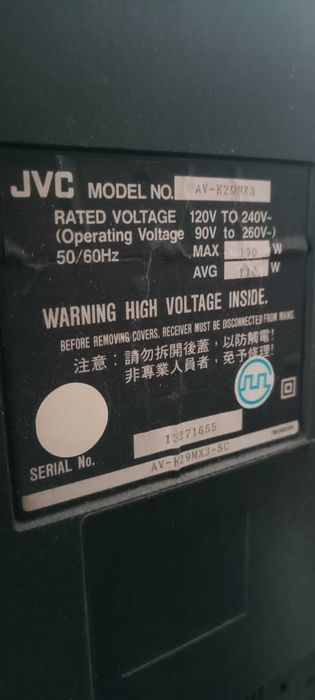 JVC MODEL NO. AV-K29MX3
RATED VOLTAGE 120V TO 240V~
(Operating Voltage 90V to 260V~)
50/60Hz MAX 190 W
AVG 110 W
WARNING HIGH VOLTAGE INSIDE.
BEFORE REMOVING COVERS, RECEIVER MUST BE DISCONNECTED FROM MAINS.
注意：請勿拆開後蓋，以防觸電！
非專業人員者，免予修理！
SERIAL No. 13271655
AV-K29MX3-SC